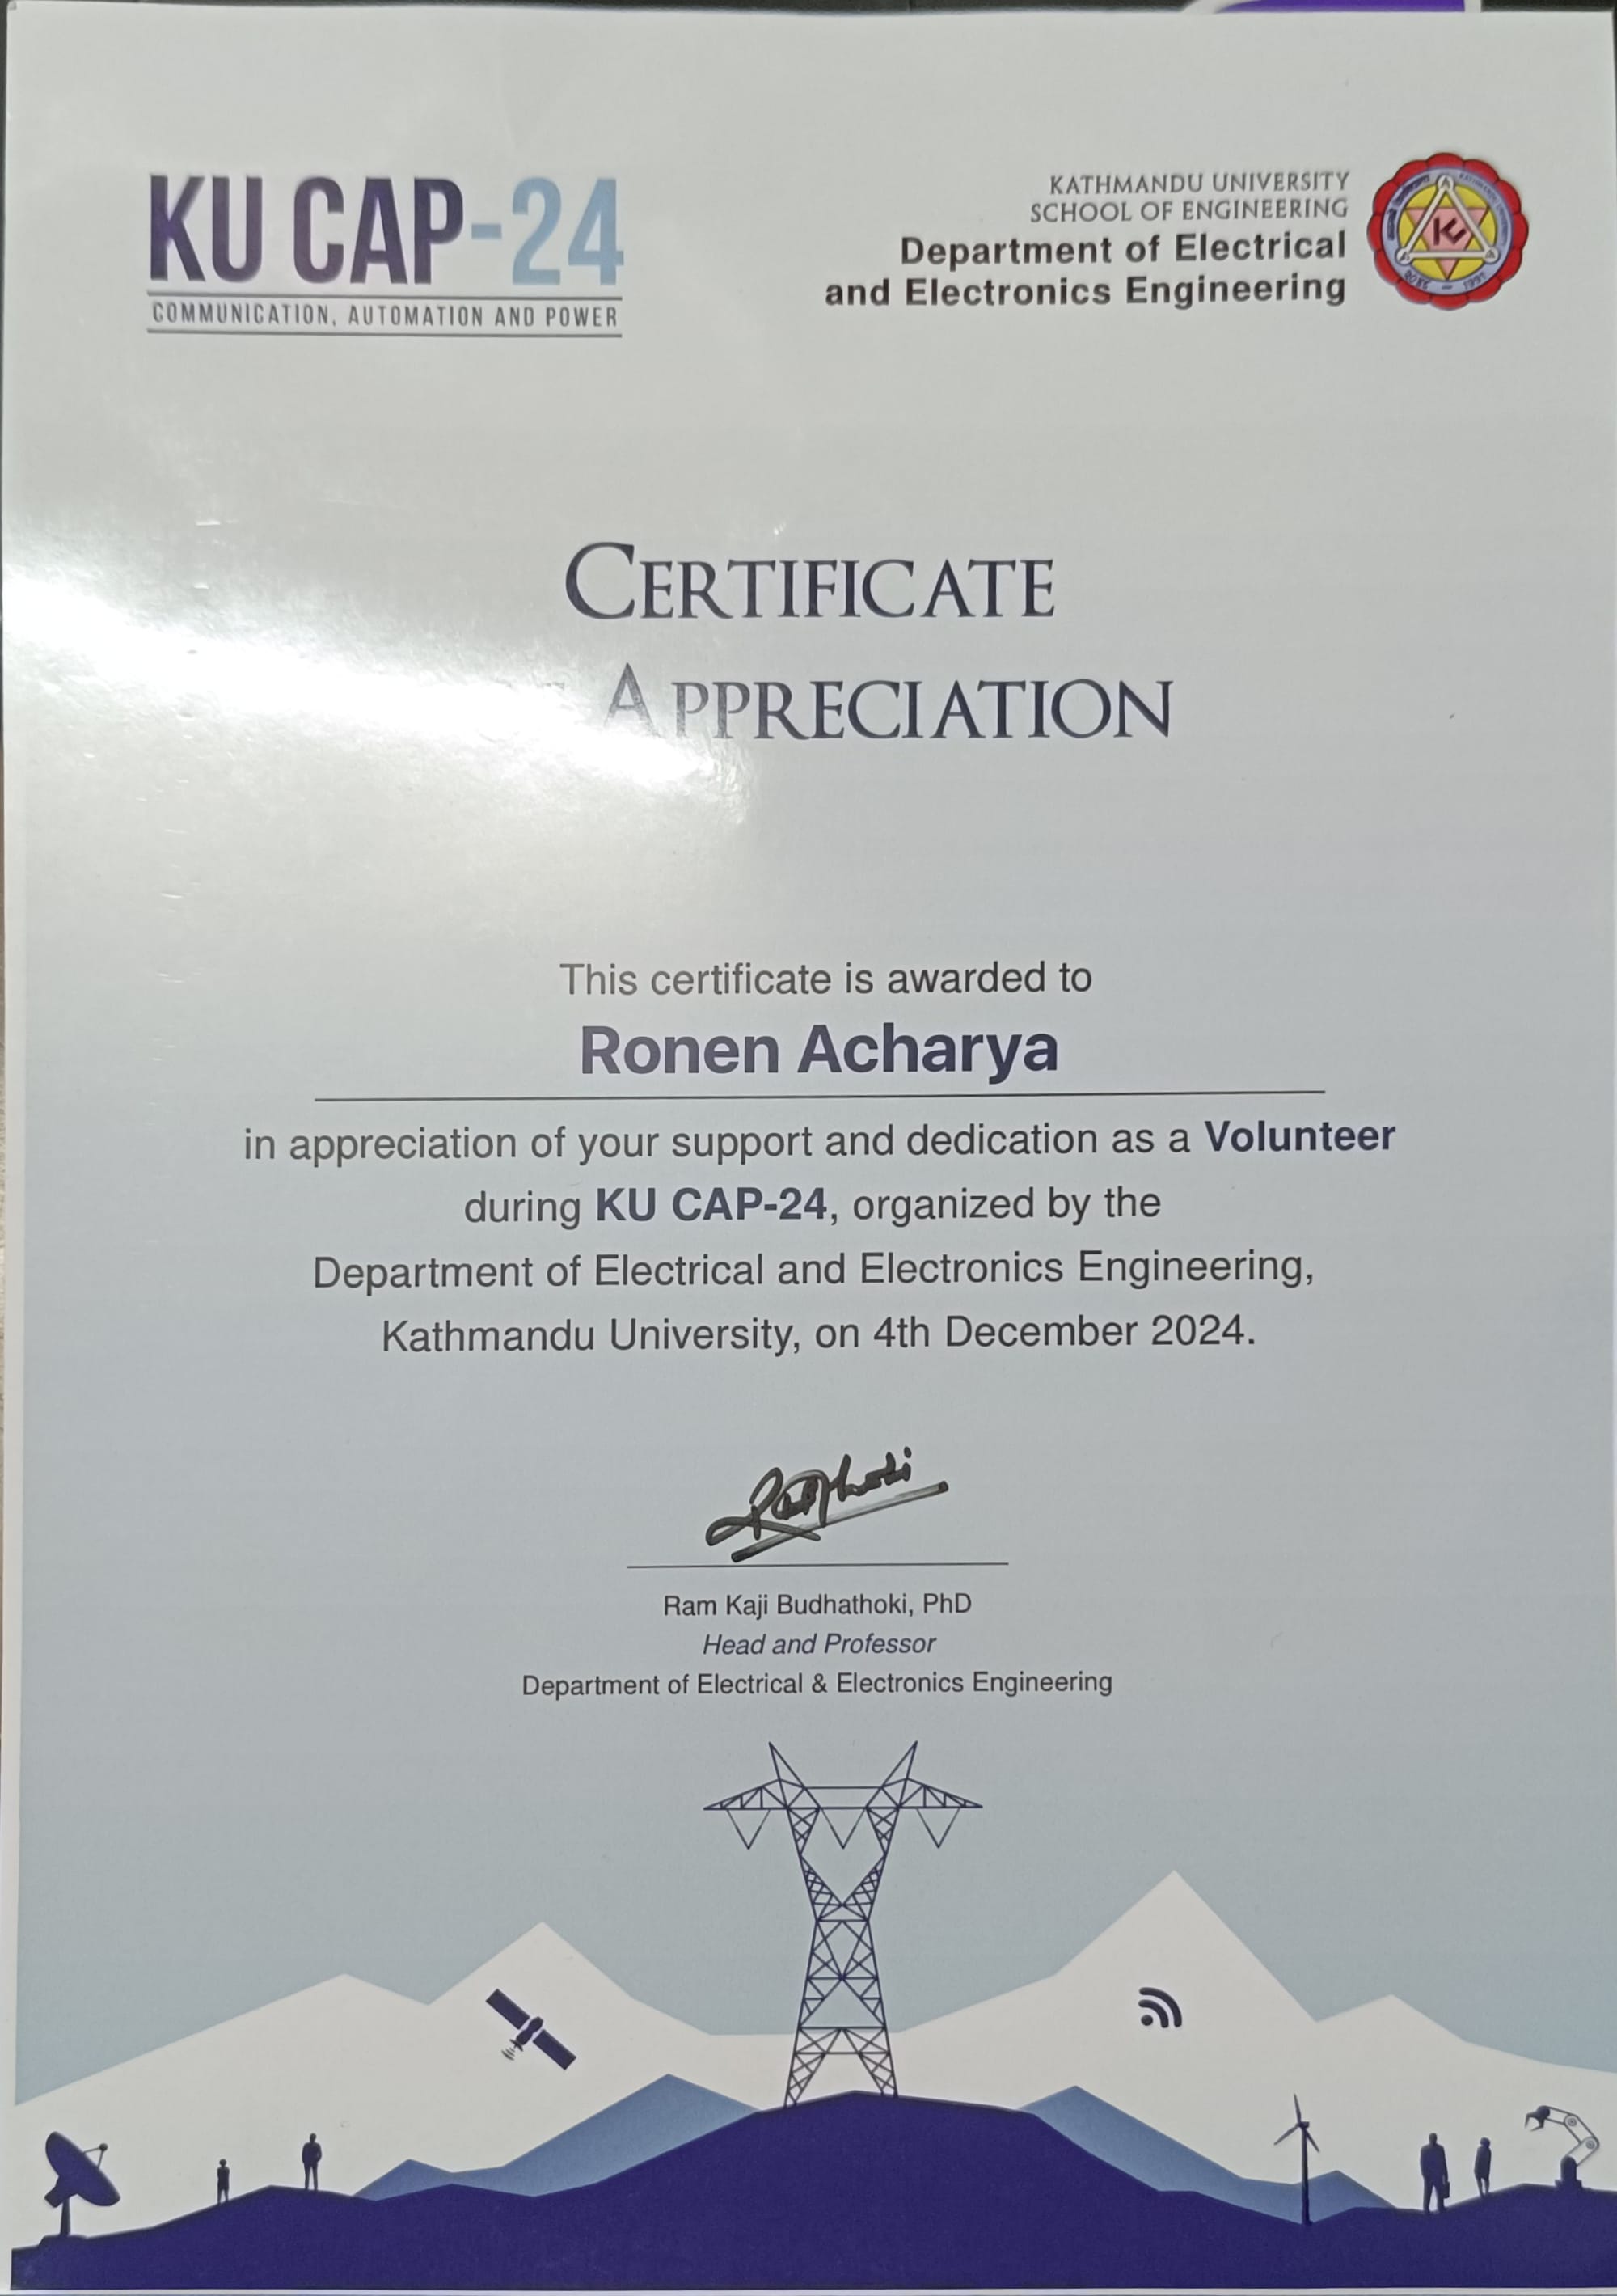 KU CAP-24
COMMUNICATION, AUTOMATION AND POWER
KATHMANDU UNIVERSITY
SCHOOL OF ENGINEERING
Department of Electrical
and Electronics Engineering
CERTIFICATE
APPRECIATION
This certificate is awarded to
Ronen Acharya
in appreciation of your support and dedication as a Volunteer
during KU CAP-24, organized by the
Department of Electrical and Electronics Engineering,
Kathmandu University, on 4th December 2024.
Ram Kaji Budhathoki, PhD
Head and Professor
Department of Electrical & Electronics Engineering